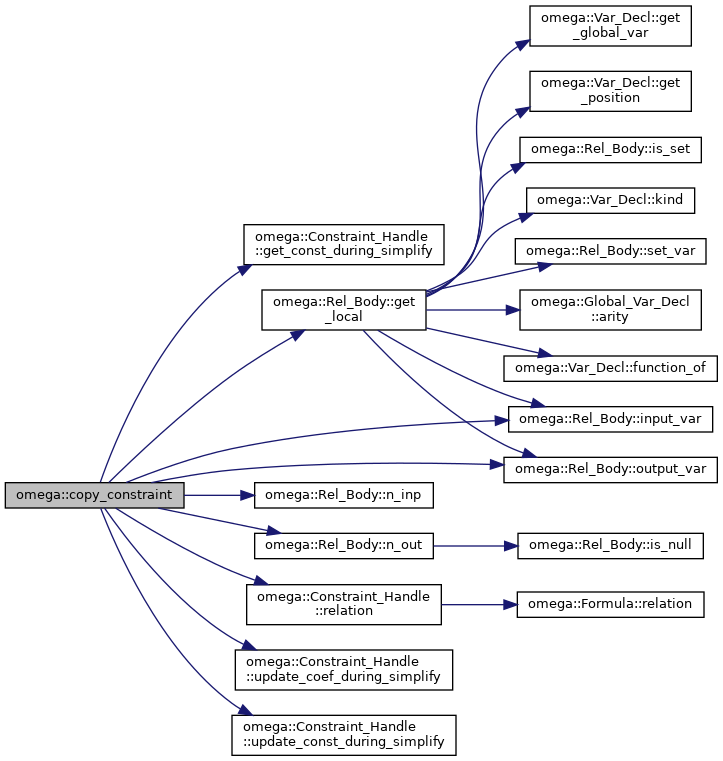 omega::Var_Decl::get
_global_var
omega::Var_Decl::get
_position
omega::Rel_Body::is_set
omega::Var_Decl::kind
omega::Constraint_Handle
::get_const_during_simplify
omega::Rel_Body::set_var
omega::Rel_Body::get
_local
omega::Global_Var_Decl
::arity
omega::Var_Decl::function_of
omega::Rel_Body::input_var
omega::Rel_Body::output_var
omega::copy_constraint
omega::Rel_Body::n_inp
omega::Rel_Body::n_out
omega::Rel_Body::is_null
omega::Constraint_Handle
::relation
omega::Formula::relation
omega::Constraint_Handle
::update_coef_during_simplify
omega::Constraint_Handle
::update_const_during_simplify